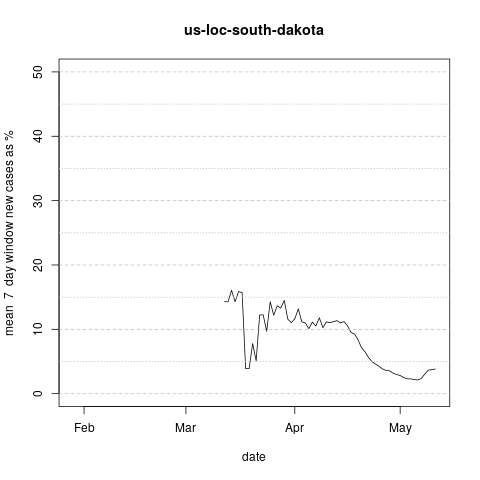 us-loc-south-dakota
mean  7  day window new cases as %
50
40
30
20
10
0
Feb
Mar
Apr
May
date